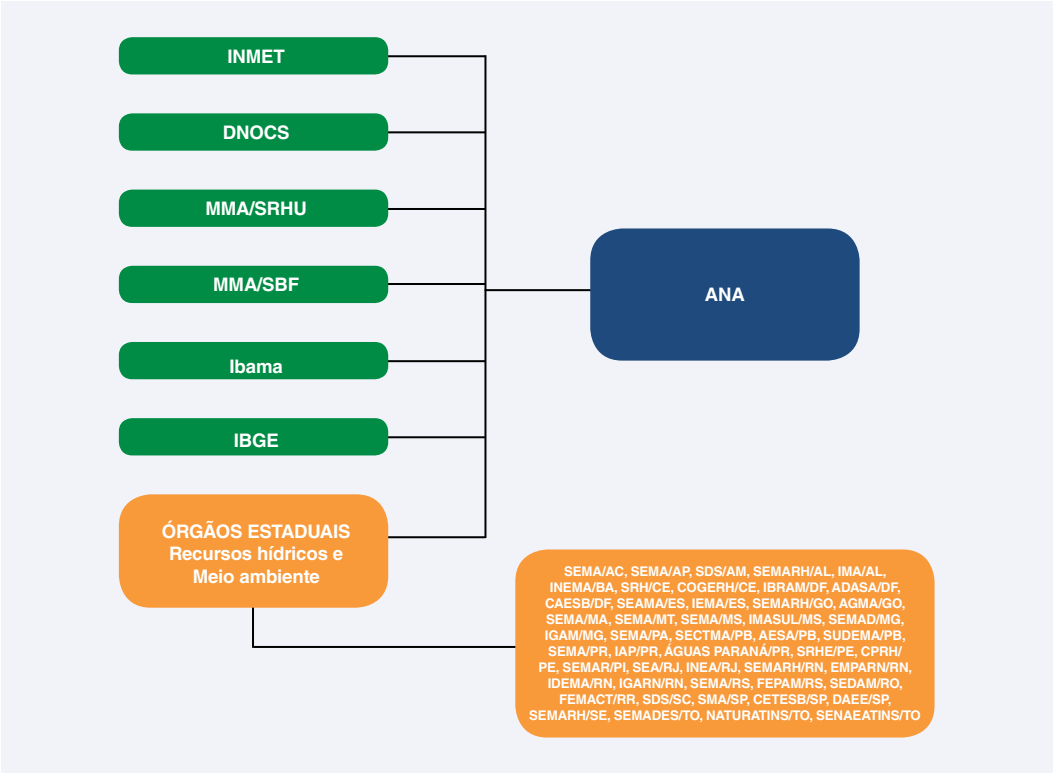 INMET
DNOCS
MMA/SRHU
MMA/SBF
Ibama
IBGE
ÓRGÃOS ESTADUAIS
Recursos hídricos e
Meio ambiente
ANA
SEMA/AC, SEMA/AP, SDS/AM, SEMARH/AL, IMA/AL,
INEMA/BA, SRH/CE, COGERH/CE, IBRAM/DF, ADASA/DF,
CAESB/DF, SEAMA/ES, IEMA/ES, SEMARH/GO, AGMA/GO,
SEMA/MA, SEMA/MT, SEMA/MS, IMASUL/MS, SEMAD/MG,
IGAM/MG, SEMA/PA, SECTMA/PB, AESA/PB, SUDEMA/PB,
SEMA/PR, IAP/PR, ÁGUAS PARANÁ/PR, SRHE/PE, CPRH/
PE, SEMAR/PI, SEA/RJ, INEA/RJ, SEMARH/RN, EMPARN/RN,
IDEMA/RN, IGARN/RN, SEMA/RS, FEPAM/RS, SEDAM/RO,
FEMACT/RR, SDS/SC, SMA/SP, CETESB/SP, DAEE/SP,
SEMARH/SE, SEMADES/TO, NATURATINS/TO, SENAEATINS/TO